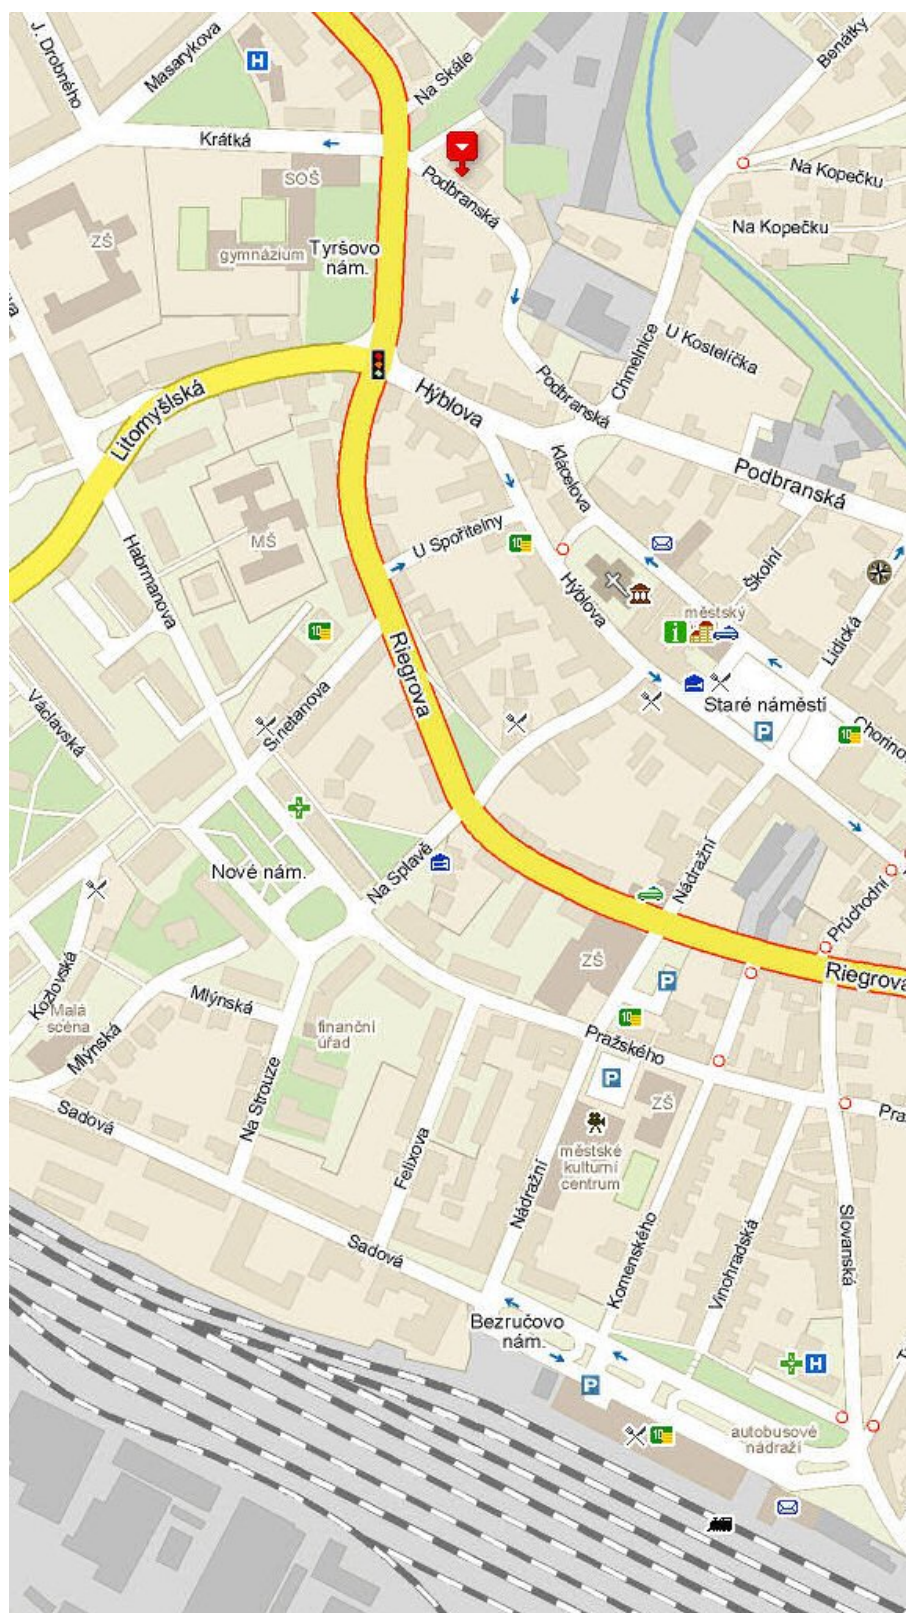 J. Drobného
Masarykova
H
Na Skále
Benátky
Krátká
SOŠ
Podbranská
Na Kopečku
ZŠ
gymnázium
Tyršovo
nám.
Na Kopečku
Chmelnice
U Kostelíčka
Litomyšlská
Hýblova
Podbranská
Klácelova
Podbranská
MŠ
U Spořitelny
Habrmanova
Školní
Hýblova
městský
i
Lidická
Riegrova
Smetanova
Václavská
Staré náměstí
P
Nové nám.
Na Splavě
Nádražní
Průchodní
ZŠ
P
Riegrova
Kozlovská
Malá
scéna
Mlýnská
Mlýnská
finanční
úřad
Pražského
P
ZŠ
Sadová
Na Strouze
Felixova
městské
kulturní
centrum
Nádražní
Komenského
Vinohradská
Slovanská
Sadová
Bezručovo
nám.
P
H
autobusové
nádraží